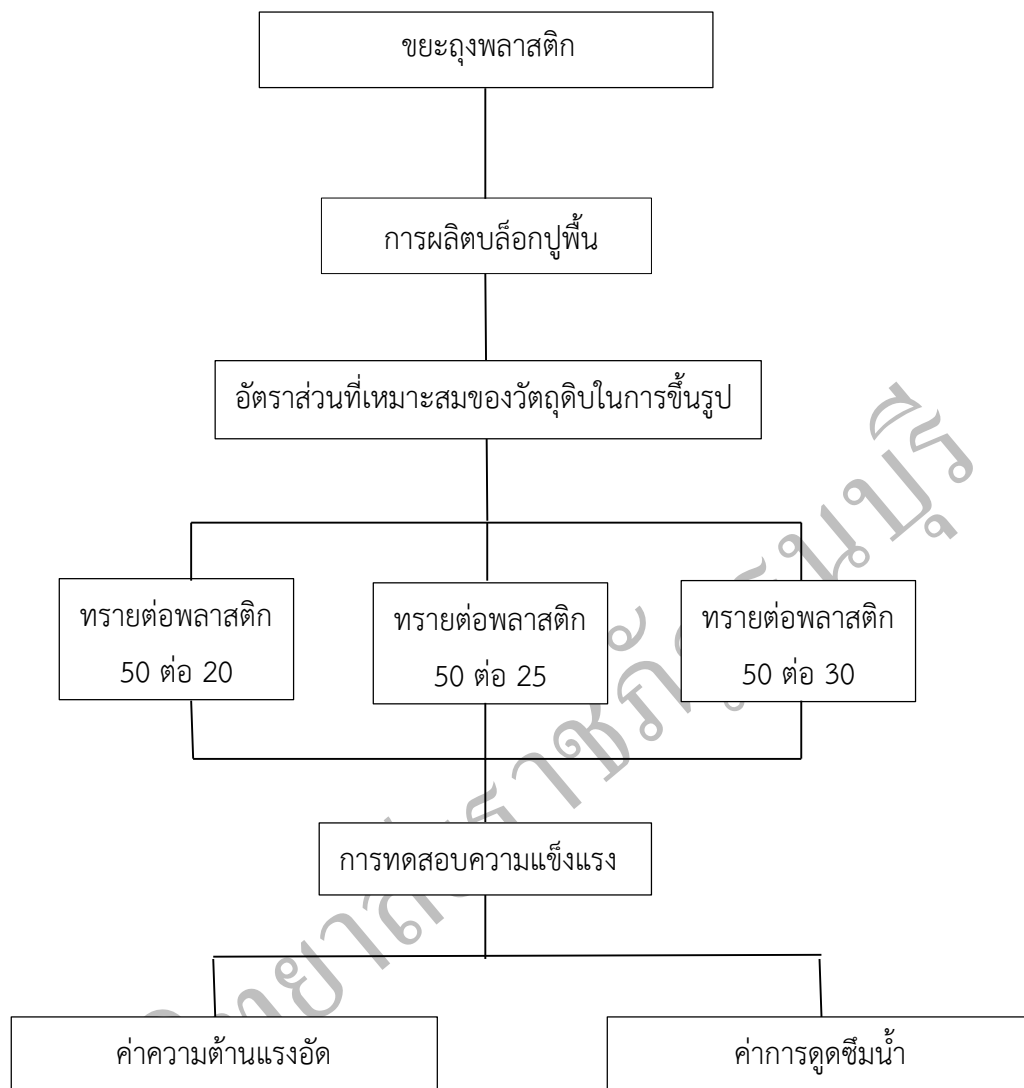 ขยะถุงพลาสติก
การผลิตบล็อกปูพื้น
อัตราส่วนที่เหมาะสมของวัตถุดิบในการขึ้นรูป
ทรายต่อพลาสติก
50 ต่อ 20
ทรายต่อพลาสติก
50 ต่อ 25
ทรายต่อพลาสติก
50 ต่อ 30
การทดสอบความแข็งแรง
ค่าความต้านแรงอัด
ค่าการดูดซึมน้ำ